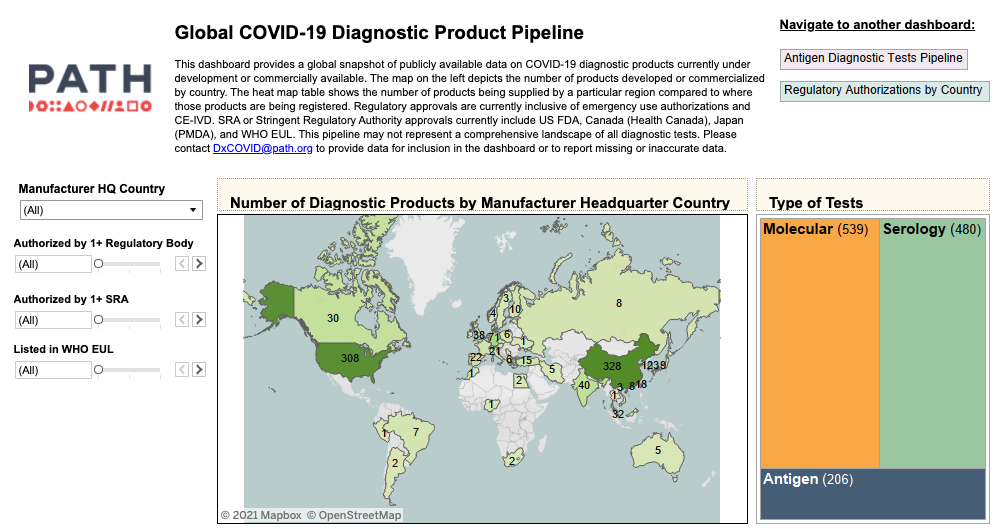 Global COVID-19 Diagnostic Product Pipeline
Navigate to another dashboard:
PATH
This dashboard provides a global snapshot of publicly available data on COVID-19 diagnostic products currently under
development or commercially available. The map on the left depicts the number of products developed or commercialized
by country. The heat map table shows the number of products being supplied by a particular region compared to where
those products are being registered. Regulatory approvals are currently inclusive of emergency use authorizations and
CE-IVD. SRA or Stringent Regulatory Authority approvals currently include US FDA, Canada (Health Canada), Japan
(PMDA), and WHO EUL. This pipeline may not represent a comprehensive landscape of all diagnostic tests. Please
contact DxCOVID@path.org to provide data for inclusion in the dashboard or to report missing or inaccurate data.
Antigen Diagnostic Tests Pipeline
Regulatory Authorizations by Country
Manufacturer HQ Country
(All)
Authorized by 1+ Regulatory Body
(All)
Authorized by 1+ SRA
(All)
Listed in WHO EUL
(All)
Number of Diagnostic Products by Manufacturer Headquarter Country
30
308
1
7
2
3
4
10
38
71
6
1
22
21
6
15
1
2
1
2
5
8
328
40
3
8
18
1
32
5
© 2021 Mapbox © OpenStreetMap
Type of Tests
Molecular (539)
Serology (480)
Antigen (206)